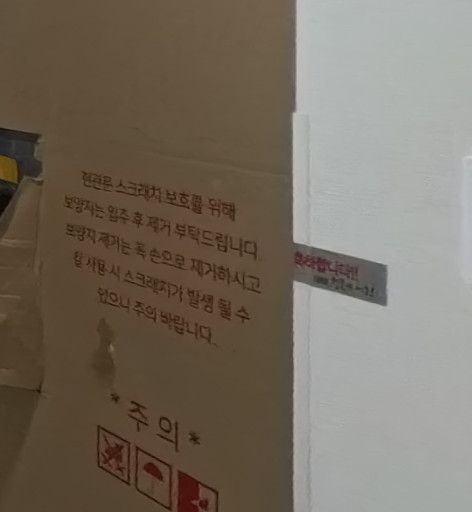 현관문 스크래치 보호를 위해
보양지는 입주 후 제거 부탁드립니다
보양지 제거는 꼭 손으로 제거하시고
칼 사용 시 스크래치가 발생 될 수
있으니 주의 바랍니다.
* 주 의 *